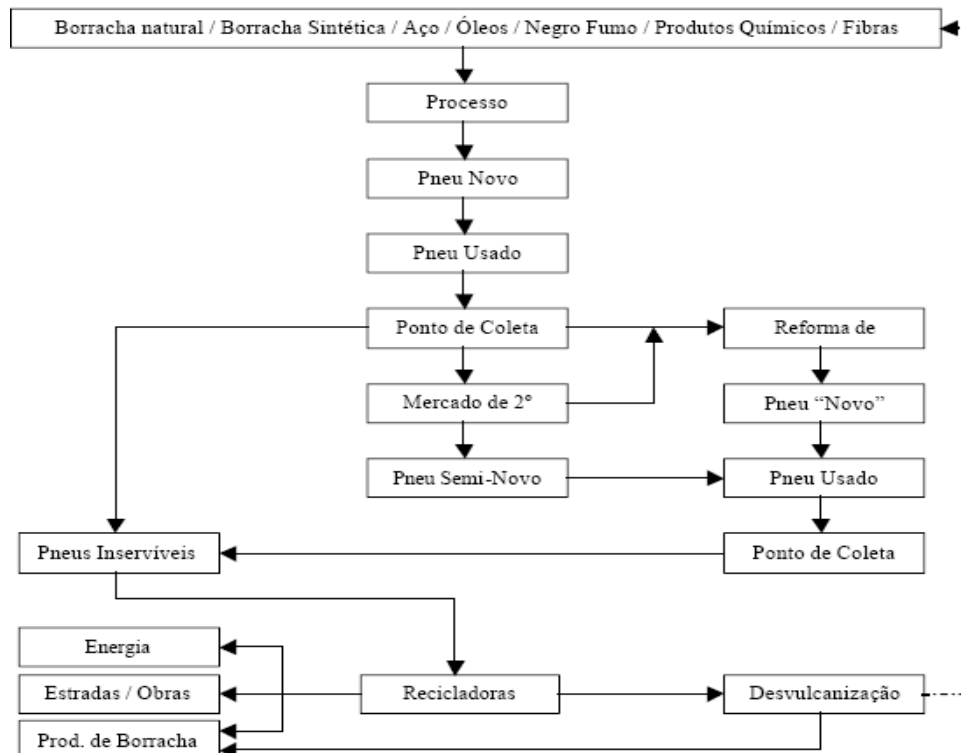 Borracha natural / Borracha Sintética / Aço / Óleos / Negro Fumo / Produtos Químicos / Fibras
Processo
Pneu Novo
Pneu Usado
Ponto de Coleta
Reforma de
Mercado de 2º
Pneu “Novo”
Pneu Semi-Novo
Pneu Usado
Pneus Inservíveis
Ponto de Coleta
Energia
Estradas / Obras
Recicladoras
Desvulcanização
Prod. de Borracha